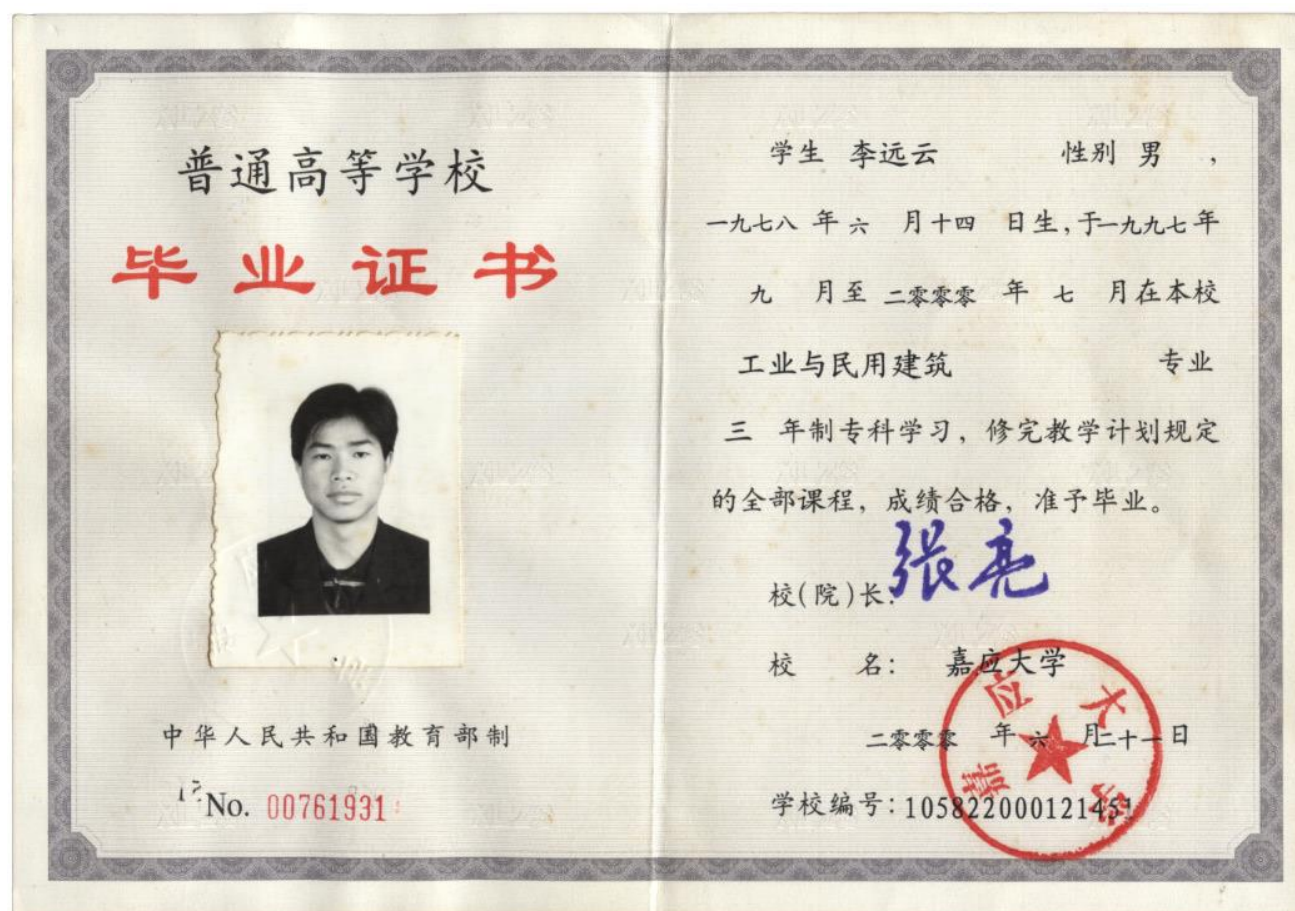 普通高等学校
毕业证书
中华人民共和国教育部制
No. 00761931
学生 李远云 性别 男 ,
一九七八 年 六 月 十四 日生,于一九九七年
九 月至 二零零零 年 七 月在本校
工业与民用建筑 专业
三 年制专科学习,修完教学计划规定
的全部课程,成绩合格,准予毕业。
校(院)长: 张亮
校 名: 嘉应大学
二零零零 年 六 月二十一日
学校编号:105822000121451
嘉应大学